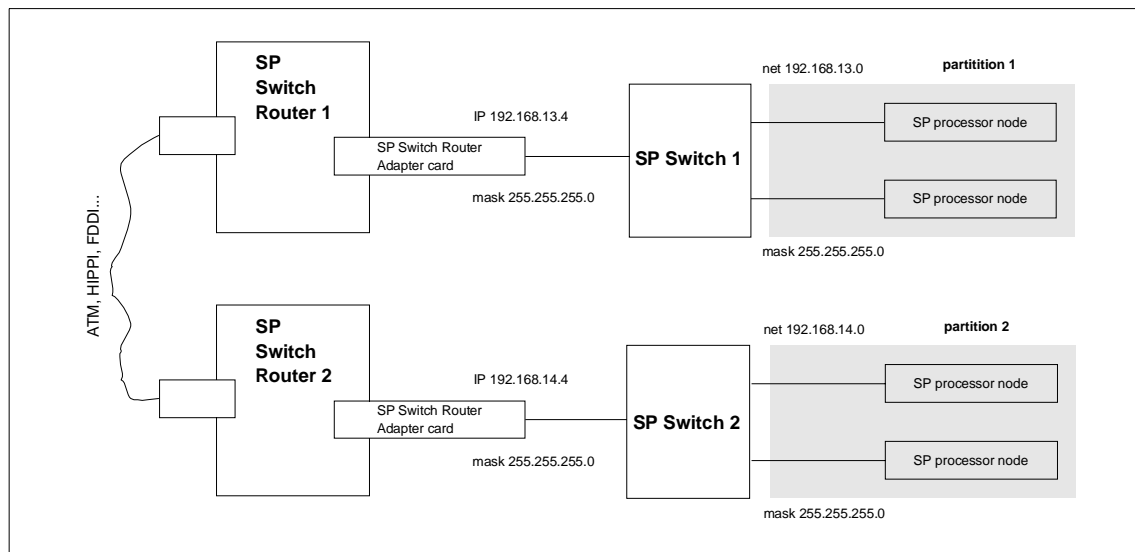 SP
Switch
Router 1
IP 192.168.13.4
SP Switch Router
Adapter card
mask 255.255.255.0
SP Switch 1
net 192.168.13.0
partition 1
SP processor node
SP processor node
mask 255.255.255.0
ATM, HIPPI, FDDI...
SP
Switch
Router 2
IP 192.168.14.4
SP Switch Router
Adapter card
mask 255.255.255.0
SP Switch 2
net 192.168.14.0
partition 2
SP processor node
SP processor node
mask 255.255.255.0